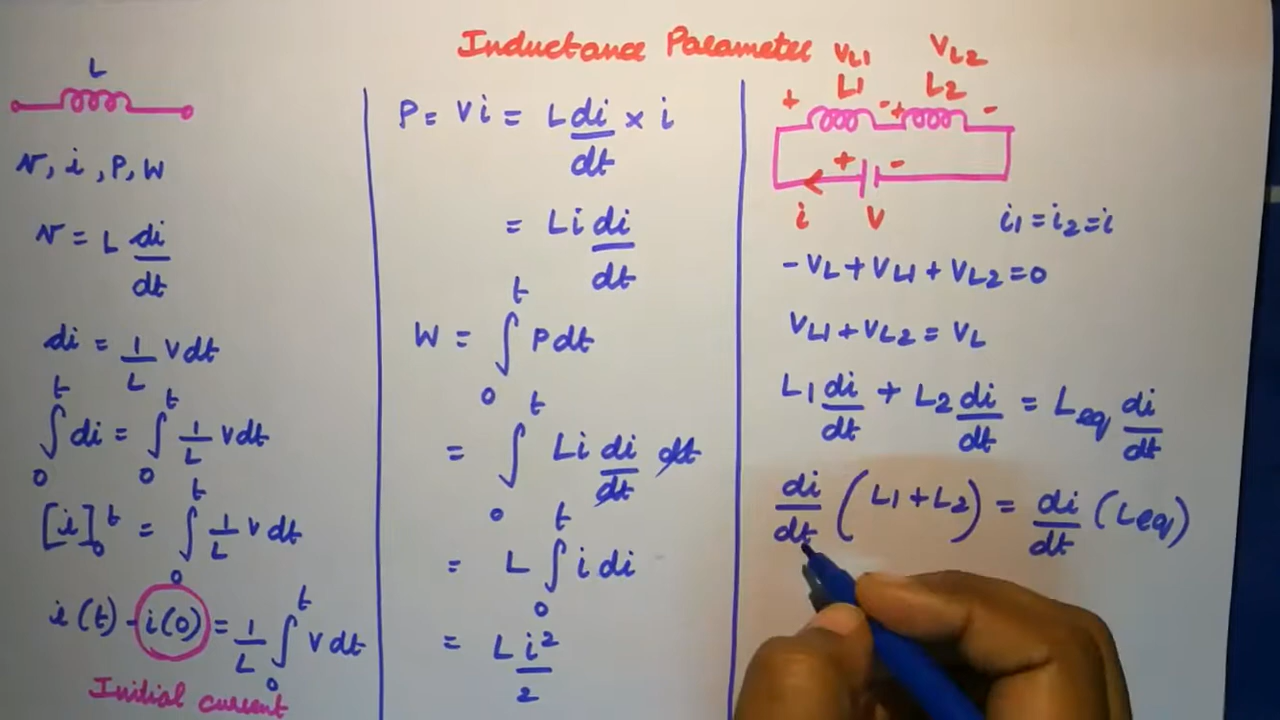 Inductance Parameter
L
v, i, P, W
v = L di/dt
di = 1/L vdt
∫₀ᵗ di = ∫₀ᵗ 1/L vdt
[i]₀ᵗ = ∫₀ᵗ 1/L v dt
i(t) - i(0) = 1/L ∫₀ᵗ v dt
Initial current
P = Vi = L di/dt × i
= Li di/dt
W = ∫₀ᵗ P dt
= ∫₀ᵗ Li di/dt dt
= L ∫₀ᵗ i di
= L i²/2
VL1 VL2
L1 L2
+ - + -
+ -
i V
i₁ = i₂ = i
-VL + VL1 + VL2 = 0
VL1 + VL2 = VL
L1 di/dt + L2 di/dt = Leq di/dt
di/dt (L1 + L2) = di/dt (Leq)